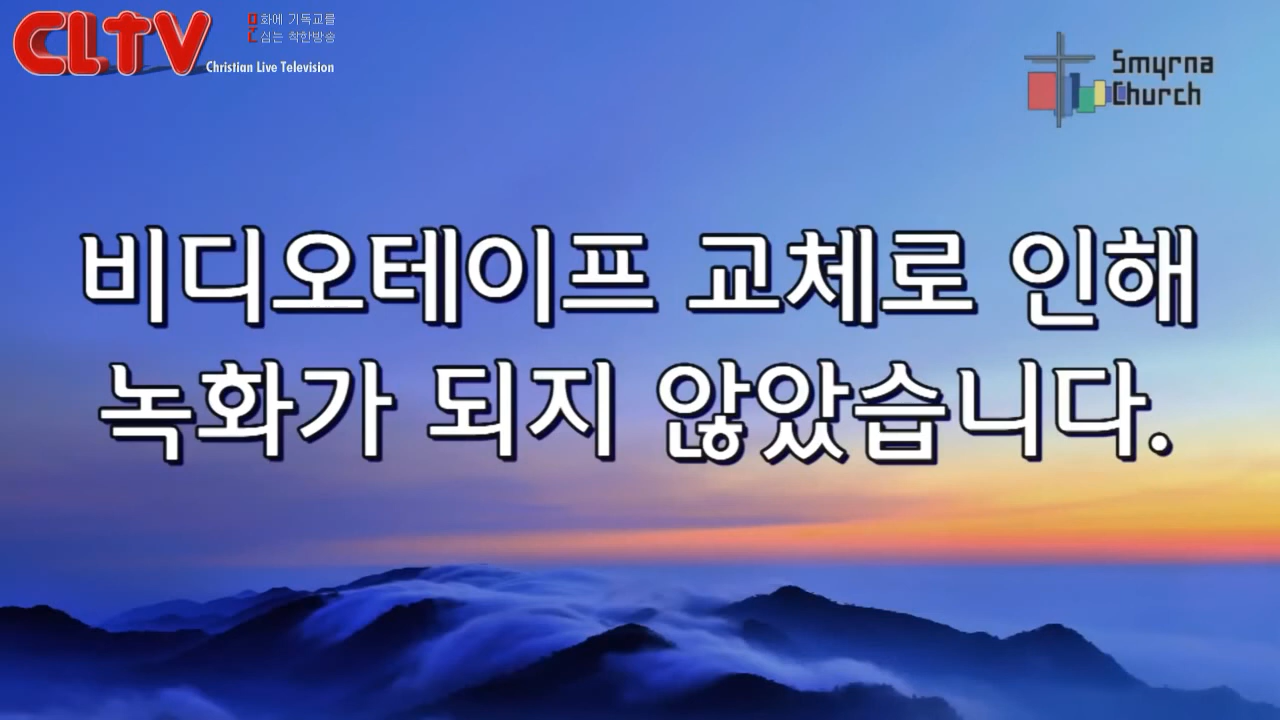 CLTV
문화에 기독교를
심는 착한방송
Christian Live Television
Smyrna
Church
비디오테이프 교체로 인해
녹화가 되지 않았습니다.